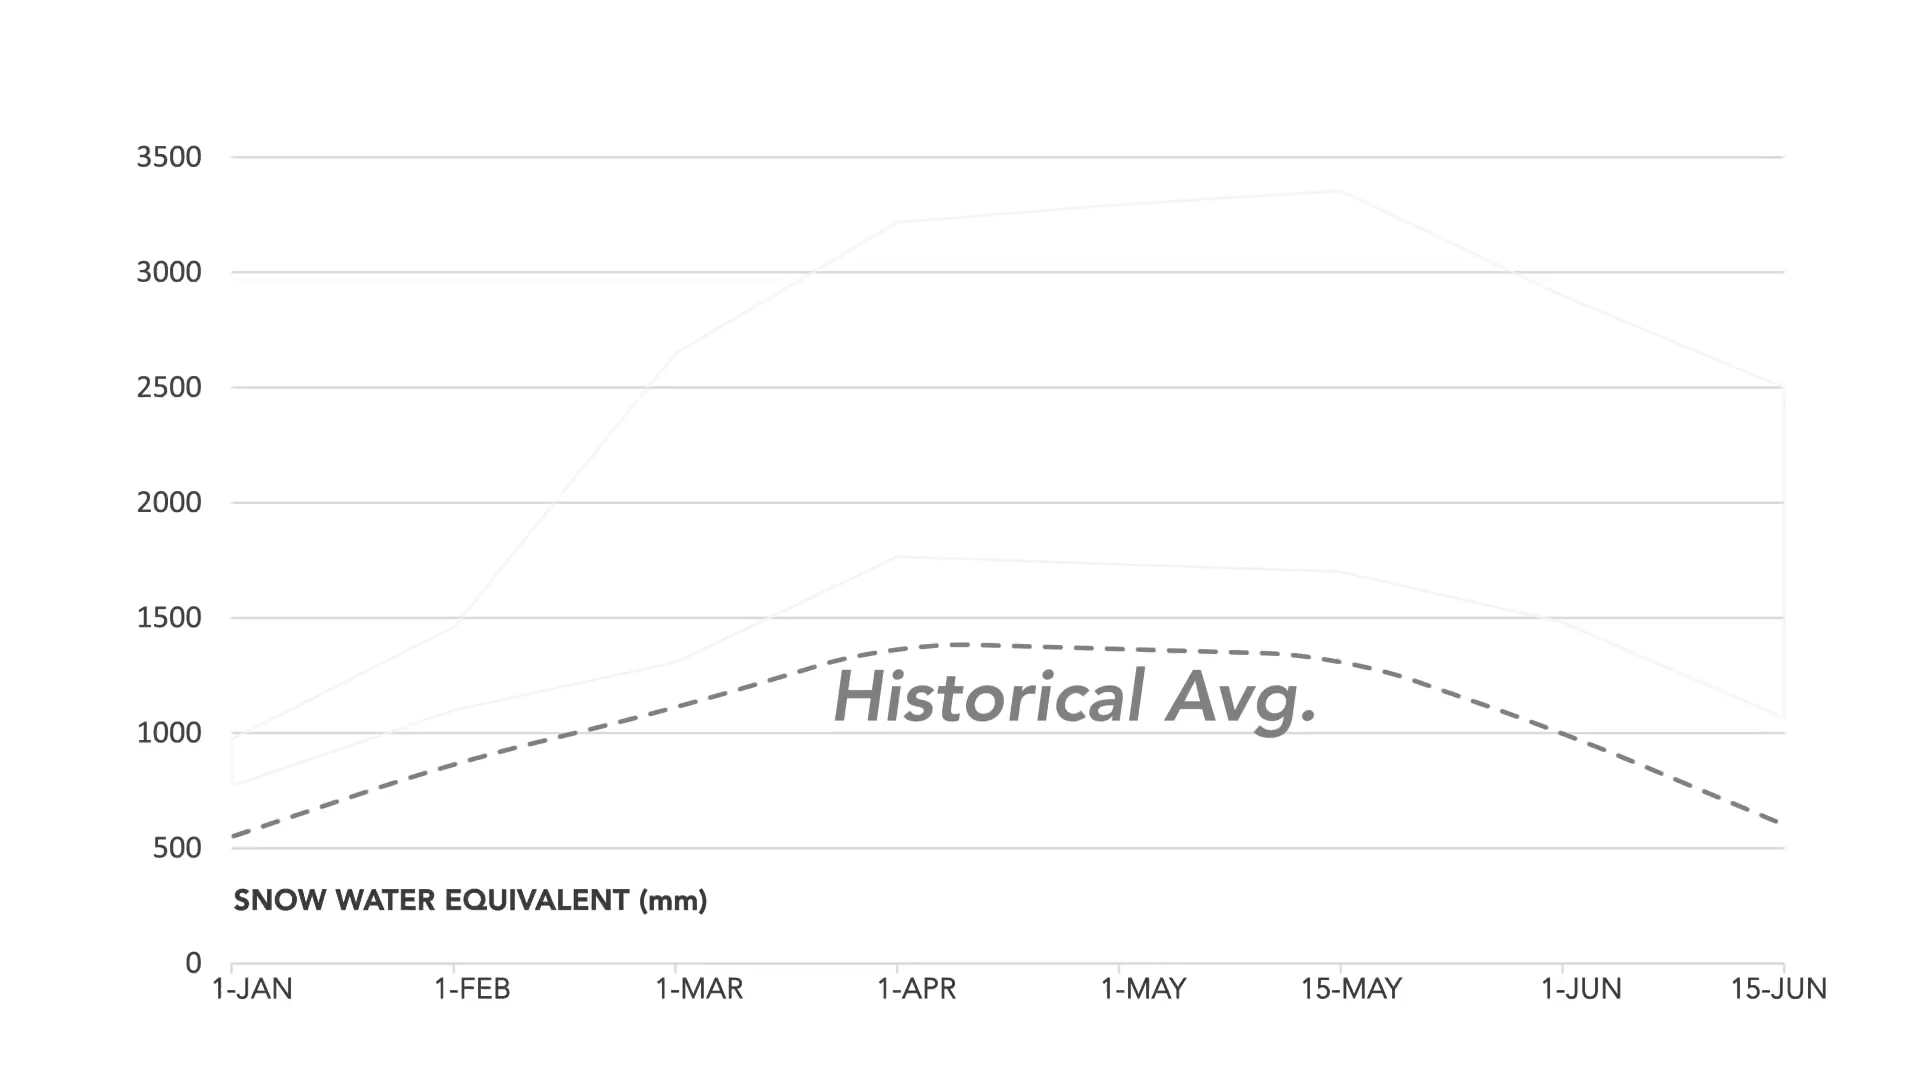 3500
3000
2500
2000
1500
Historical Avg.
1000
500
SNOW WATER EQUIVALENT (mm)
0
1-JAN 1-FEB 1-MAR 1-APR 1-MAY 15-MAY 1-JUN 15-JUN